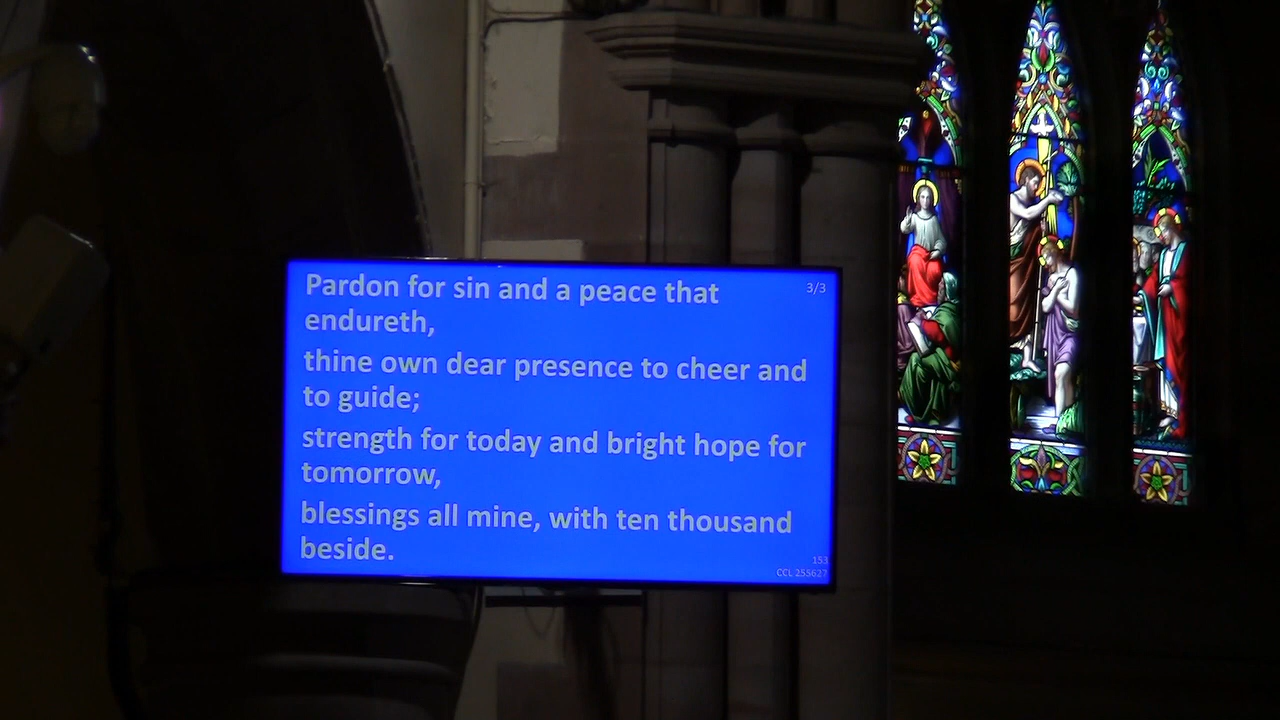 Pardon for sin and a peace that
3/3
endureth,
thine own dear presence to cheer and
to guide;
strength for today and bright hope for
tomorrow,
blessings all mine, with ten thousand
beside.
153
CCL 255627